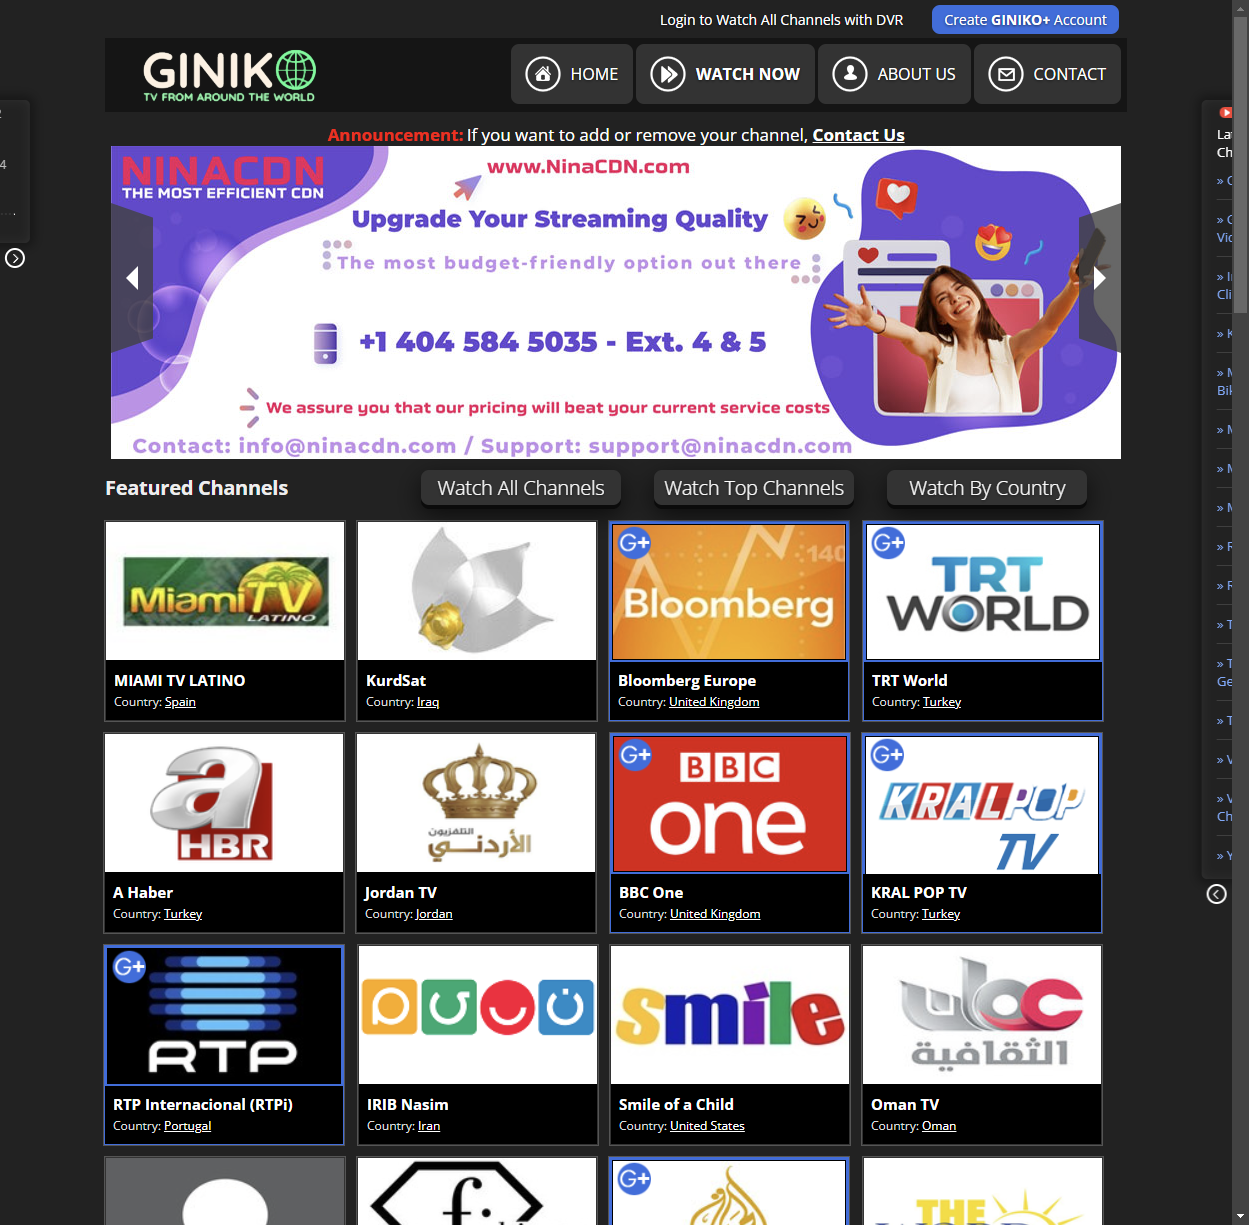 Login to Watch All Channels with DVR
Create GINIKO+ Account
GINIKO
TV FROM AROUND THE WORLD
HOME
WATCH NOW
ABOUT US
CONTACT
Announcement: If you want to add or remove your channel, Contact Us
NINACDN
THE MOST EFFICIENT CDN
www.NinaCDN.com
Upgrade Your Streaming Quality
The most budget-friendly option out there
+1 404 584 5035 - Ext. 4 & 5
We assure you that our pricing will beat your current service costs
Contact: info@ninacdn.com / Support: support@ninacdn.com
Featured Channels
Watch All Channels
Watch Top Channels
Watch By Country
MiamiTV
LATINO
MIAMI TV LATINO
Country: Spain
KurdSat
Country: Iraq
G+
140
Bloomberg
Bloomberg Europe
Country: United Kingdom
G+
TRT
WORLD
TRT World
Country: Turkey
a
HBR
A Haber
Country: Turkey
التلفزيون
الأردني
Jordan TV
Country: Jordan
G+
BBC
one
BBC One
Country: United Kingdom
G+
KRAL POP
TV
KRAL POP TV
Country: Turkey
G+
RTP
RTP Internacional (RTPi)
Country: Portugal
IRIB Nasim
Country: Iran
smile
Smile of a Child
Country: United States
الثقافية
Oman TV
Country: Oman
f
G+
THE